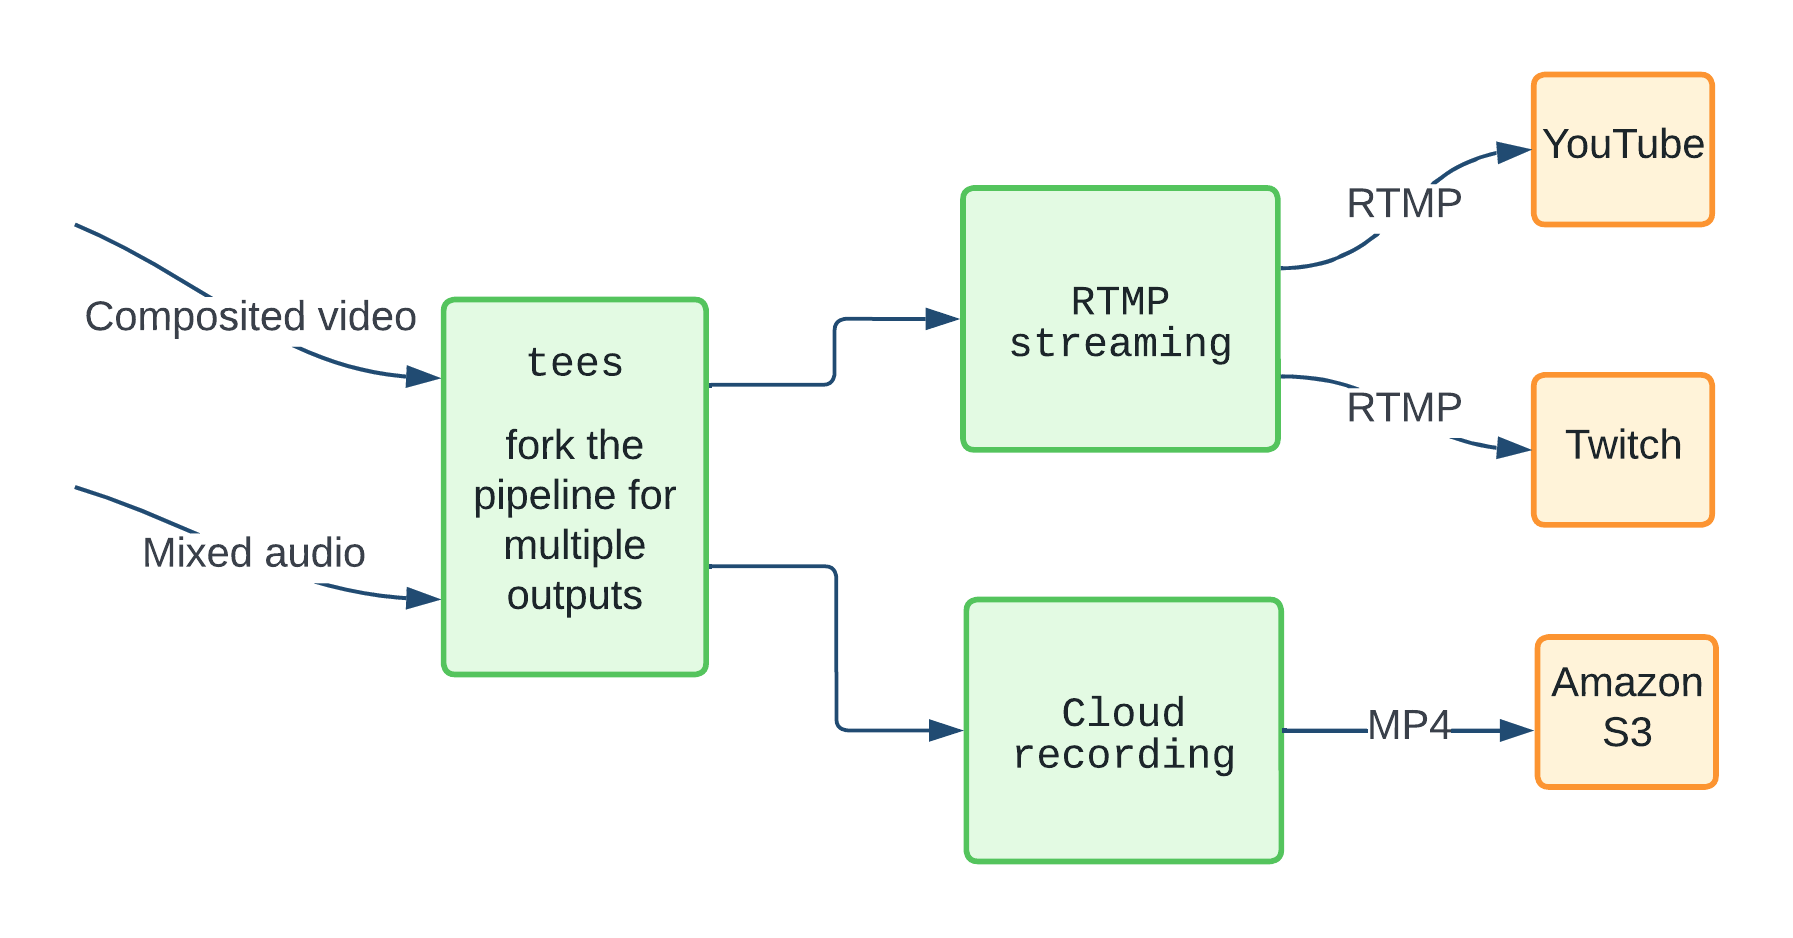 Composited video
Mixed audio
tees
fork the
pipeline for
multiple
outputs
RTMP
streaming
Cloud
recording
RTMP
RTMP
MP4
YouTube
Twitch
Amazon
S3